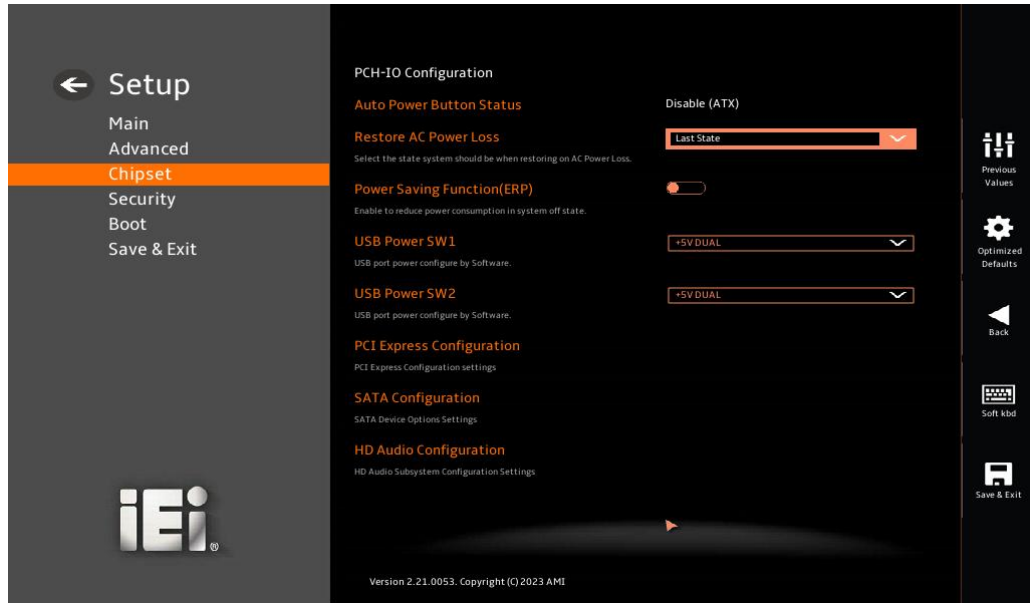 Setup
Main
Advanced
Chipset
Security
Boot
Save & Exit
iEi®
PCH-IO Configuration
Auto Power Button Status Disable (ATX)
Restore AC Power Loss Last State
Select the state system should be when restoring on AC Power Loss.
Power Saving Function(ERP)
Enable to reduce power consumption in system off state.
USB Power SW1 +5V DUAL
USB port power configure by Software.
USB Power SW2 +5V DUAL
USB port power configure by Software.
PCI Express Configuration
PCI Express Configuration settings
SATA Configuration
SATA Device Options Settings
HD Audio Configuration
HD Audio Subsystem Configuration Settings
Version 2.21.0053. Copyright (C) 2023 AMI
Previous
Values
Optimized
Defaults
Back
Soft kbd
Save & Exit